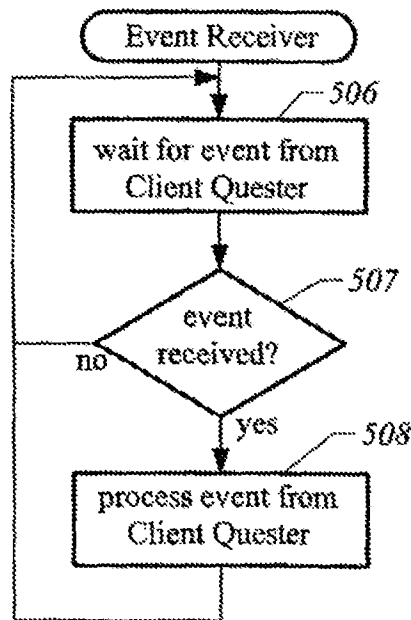 Event Receiver
506
wait for event from
Client Quester
507
event
received?
no
yes
508
process event from
Client Quester